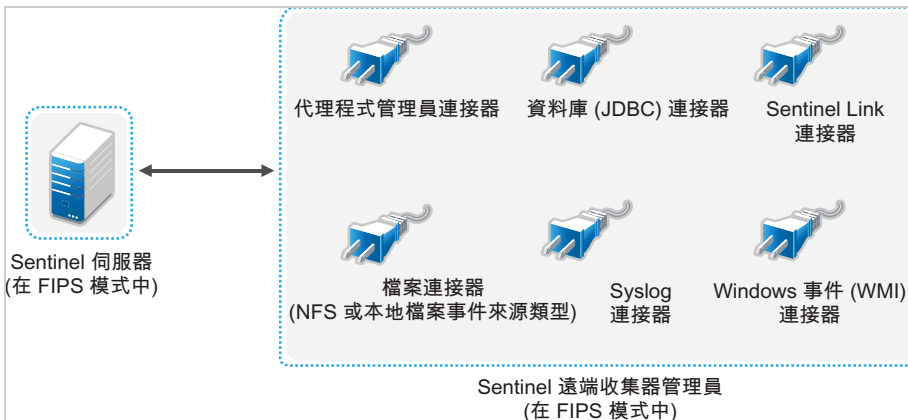 代理程式管理員連接器
資料庫 (JDBC) 連接器
Sentinel Link
連接器
Sentinel 伺服器
(在 FIPS 模式中)
檔案連接器
(NFS 或本地檔案事件來源類型)
Syslog
連接器
Windows 事件 (WMI)
連接器
Sentinel 遠端收集器管理員
(在 FIPS 模式中)